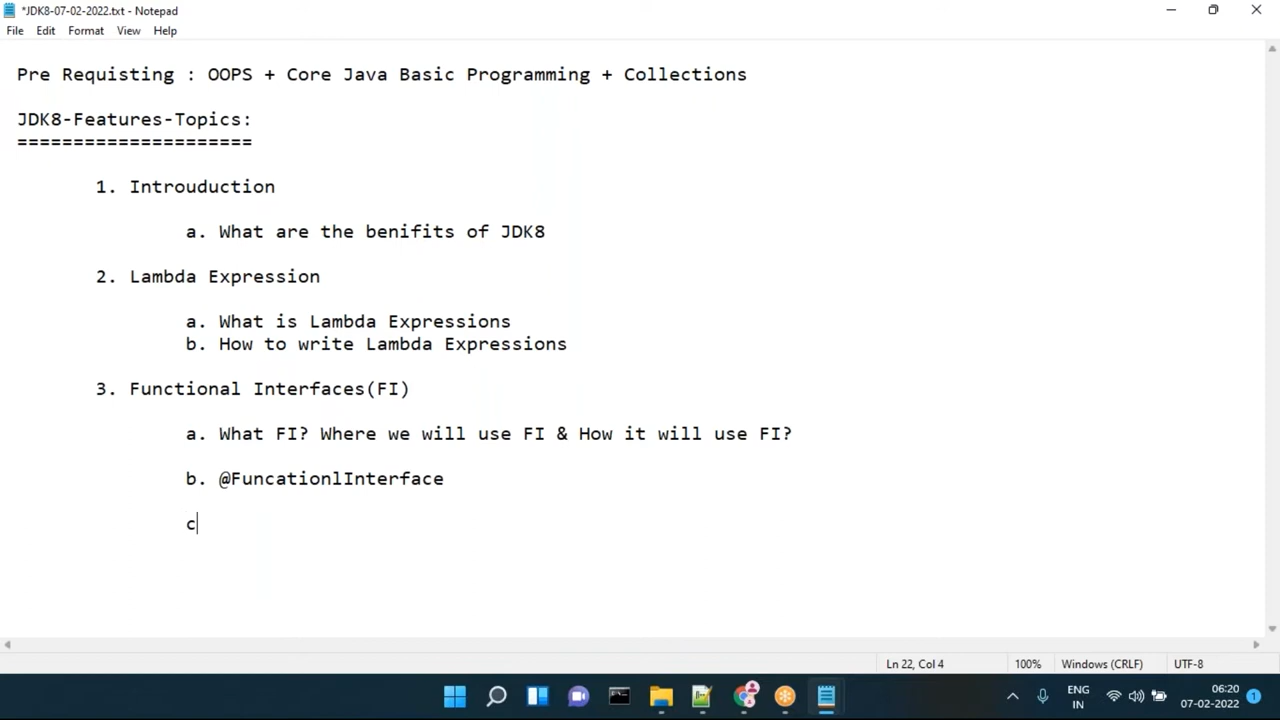 *JDK8-07-02-2022.txt - Notepad
File Edit Format View Help
Pre Requisting : OOPS + Core Java Basic Programming + Collections
JDK8-Features-Topics:
=====================
1. Introuduction
a. What are the benifits of JDK8
2. Lambda Expression
a. What is Lambda Expressions
b. How to write Lambda Expressions
3. Functional Interfaces(FI)
a. What FI? Where we will use FI & How it will use FI?
b. @FuncationlInterface
c
Ln 22, Col 4 100% Windows (CRLF) UTF-8
ENG 06:20
IN 07-02-2022 1